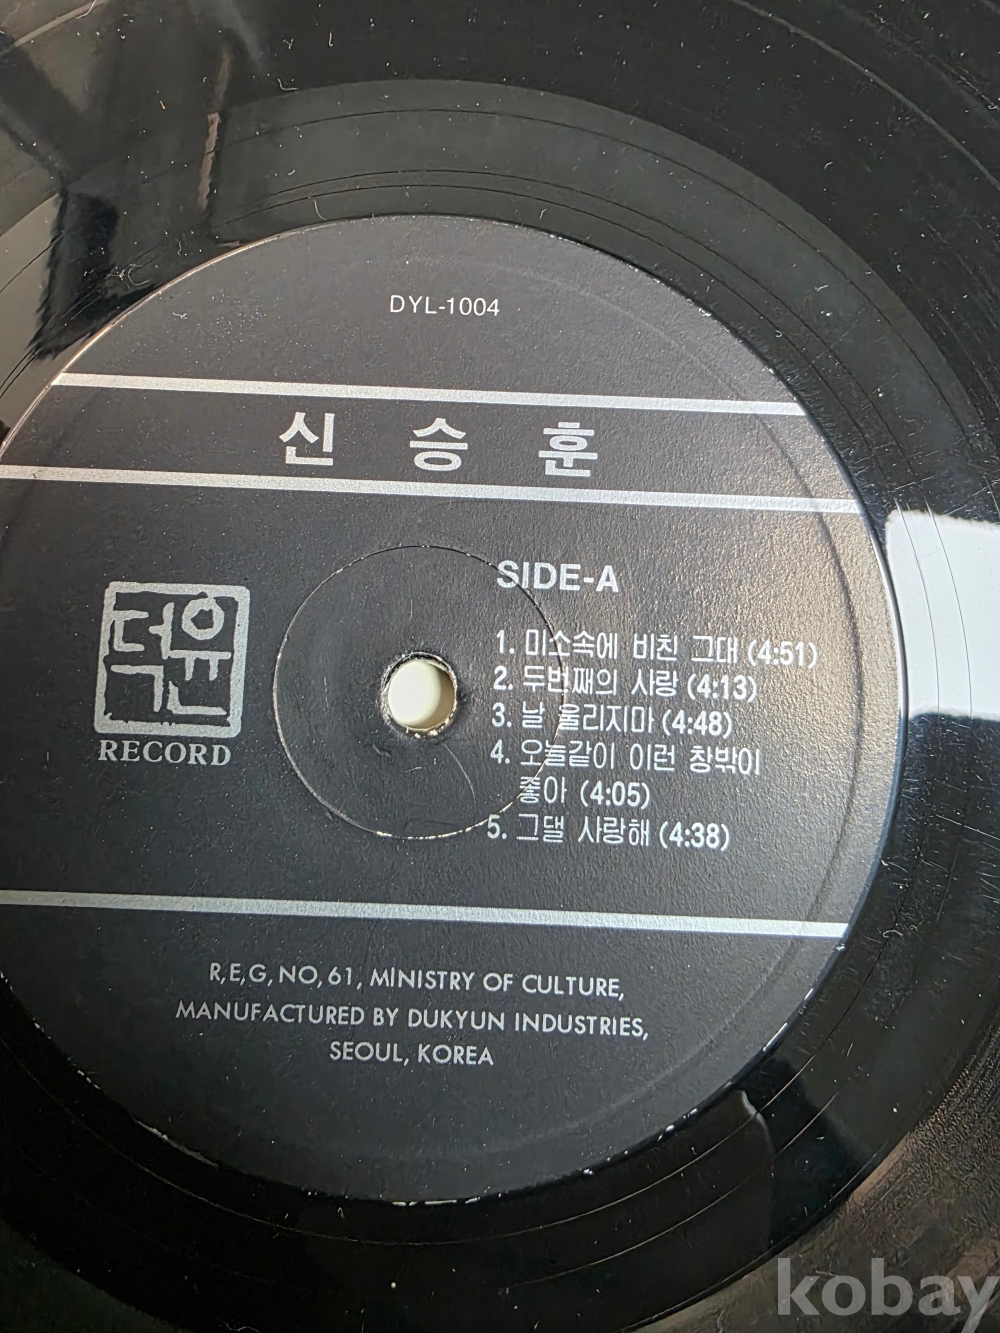 DYL-1004
신승훈
SIDE-A
1. 미소속에 비친 그대 (4:51)
2. 두번째의 사랑 (4:13)
3. 날 울리지마 (4:48)
4. 오늘같이 이런 창밖이
좋아 (4:05)
5. 그댈 사랑해 (4:38)
덕윤
RECORD
R,E,G, NO, 61, MINISTRY OF CULTURE,
MANUFACTURED BY DUKYUN INDUSTRIES,
SEOUL, KOREA
kobay